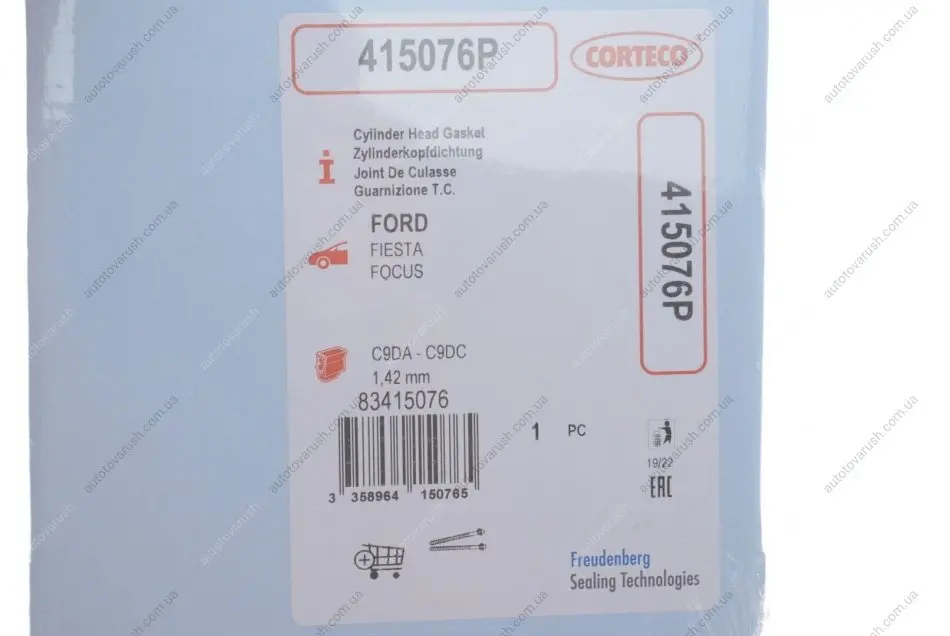 415076P
CORTECO
Cylinder Head Gasket
Zylinderkopfdichtung
Joint De Culasse
Guarnizione T.C.
415076P
FORD
FIESTA
FOCUS
C9DA - C9DC
1,42 mm
83415076
1 PC
3 358964 150765
19/22
EAC
Freudenberg
Sealing Technologies
autotovarush.com.ua